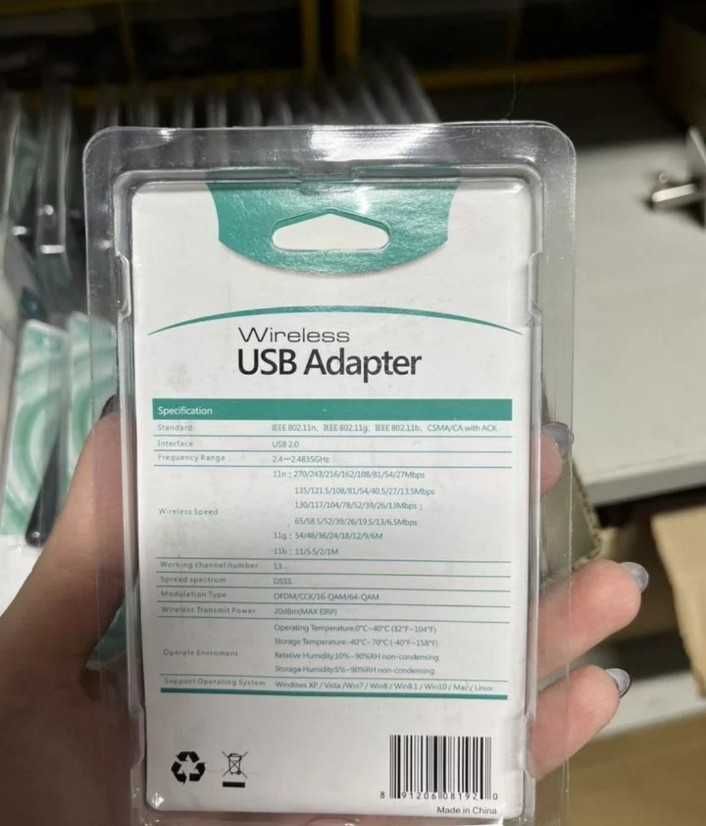 Wireless
USB Adapter
Specification
Standard IEEE 802.11n、IEEE 802.11g、IEEE 802.11b、CSMA/CA with ACK
Interface USB 2.0
Frequency Range 2.4~2.4835GHz
Wireless Speed
11n：270/243/216/162/108/81/54/27Mbps
135/121.5/108/81/54/40.5/27/13.5Mbps
130/117/104/78/52/39/26/13Mbps；
65/58.5/52/39/26/19.5/13/6.5Mbps
11g：54/48/36/24/18/12/9/6M
11b：11/5.5/2/1M
Working channel number 13
Spread spectrum DSSS
Modulation Type OFDM/CCK/16-QAM/64-QAM
Wireless Transmit Power 20dBm(MAX EIRP)
Operate Enviroment
Operating Temperature:0°C~40°C (32°F~104°F)
Storage Temperature:-40°C~70°C (-40°F~158°F)
Relative Humidity:10%~90%RH non-condensing
Storage Humidity:5%~90%RH non-condensing
Support Operating System Windows XP / Vista /Win7 / Win8 / Win8.1 / Win10 / Mac / Linux
8 91206 08192 0
Made in China